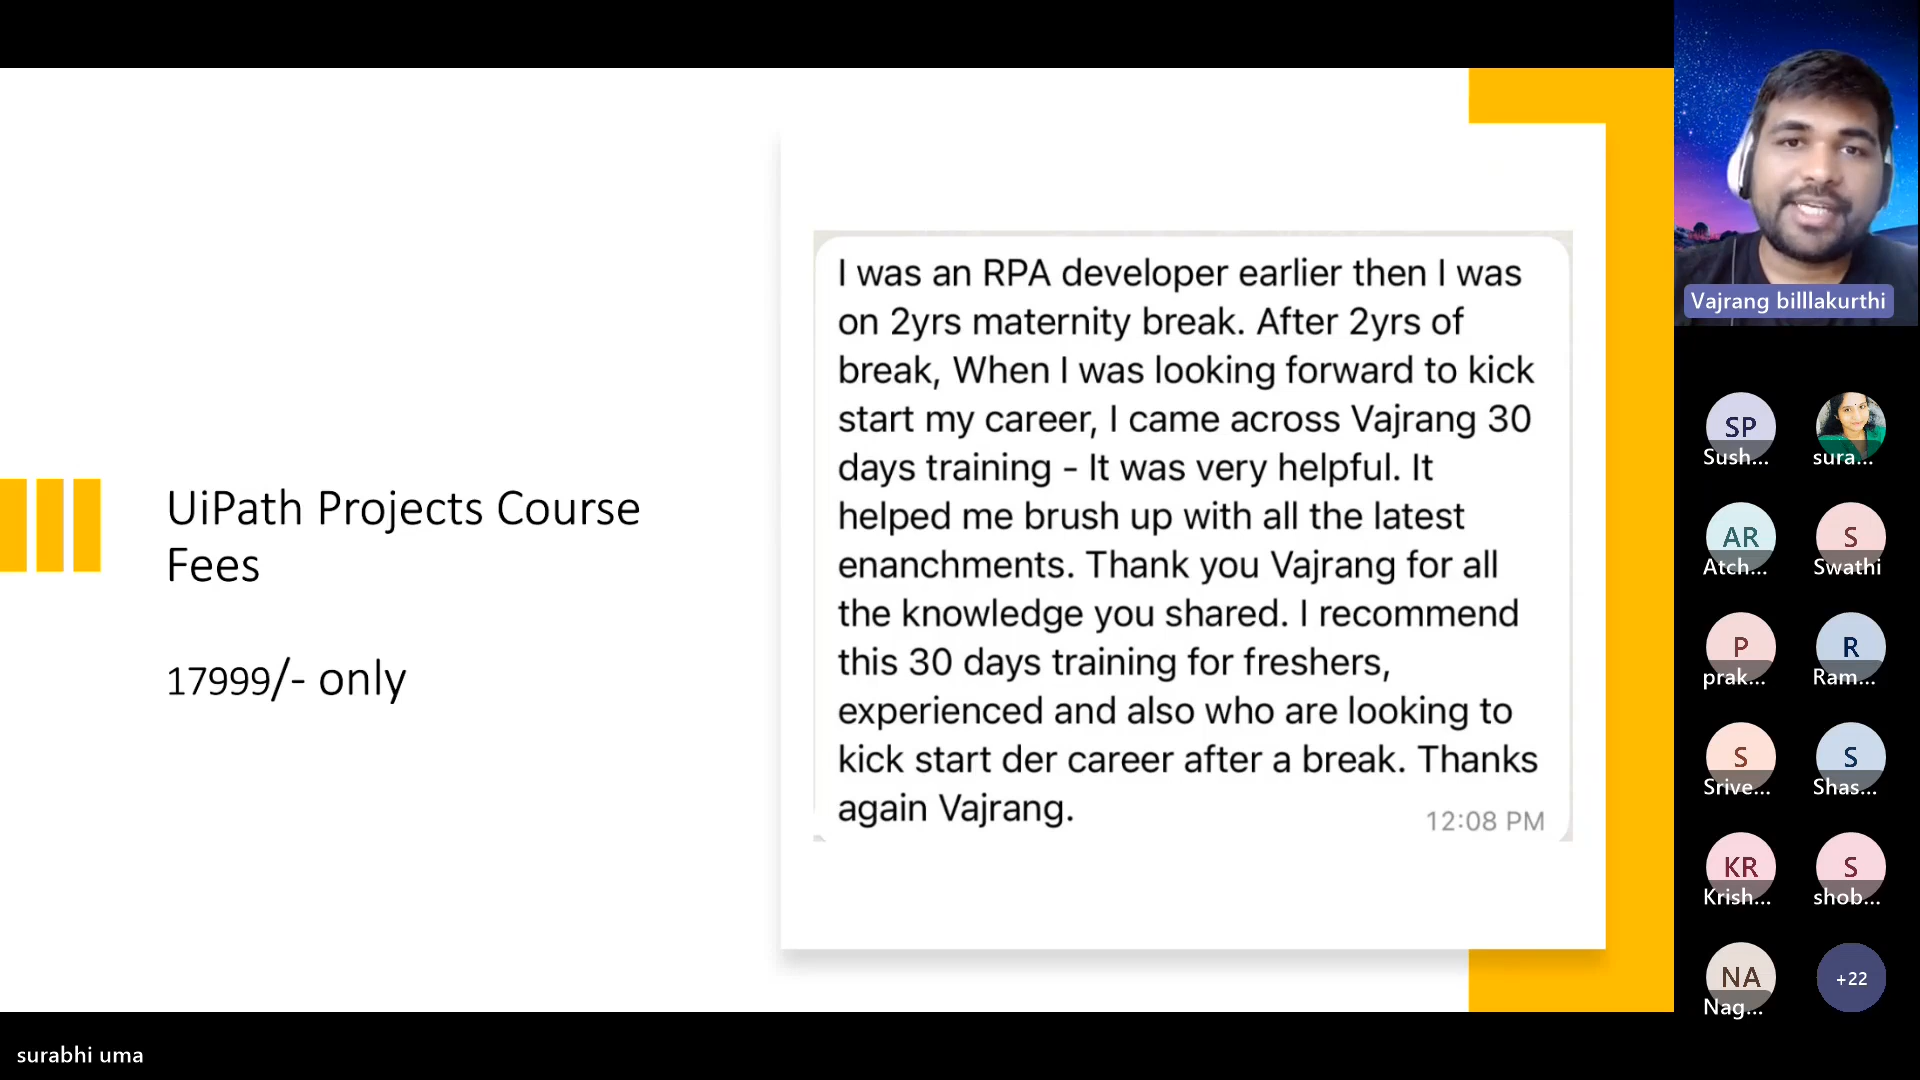 UiPath Projects Course
Fees
17999/- only
I was an RPA developer earlier then I was
on 2yrs maternity break. After 2yrs of
break, When I was looking forward to kick
start my career, I came across Vajrang 30
days training - It was very helpful. It
helped me brush up with all the latest
enanchments. Thank you Vajrang for all
the knowledge you shared. I recommend
this 30 days training for freshers,
experienced and also who are looking to
kick start der career after a break. Thanks
again Vajrang.
12:08 PM
Vajrang billlakurthi
SP
Sush...
sura...
AR
Atch...
S
Swathi
P
prak...
R
Ram...
S
Srive...
S
Shas...
KR
Krish...
S
shob...
NA
Nag...
+22
surabhi uma